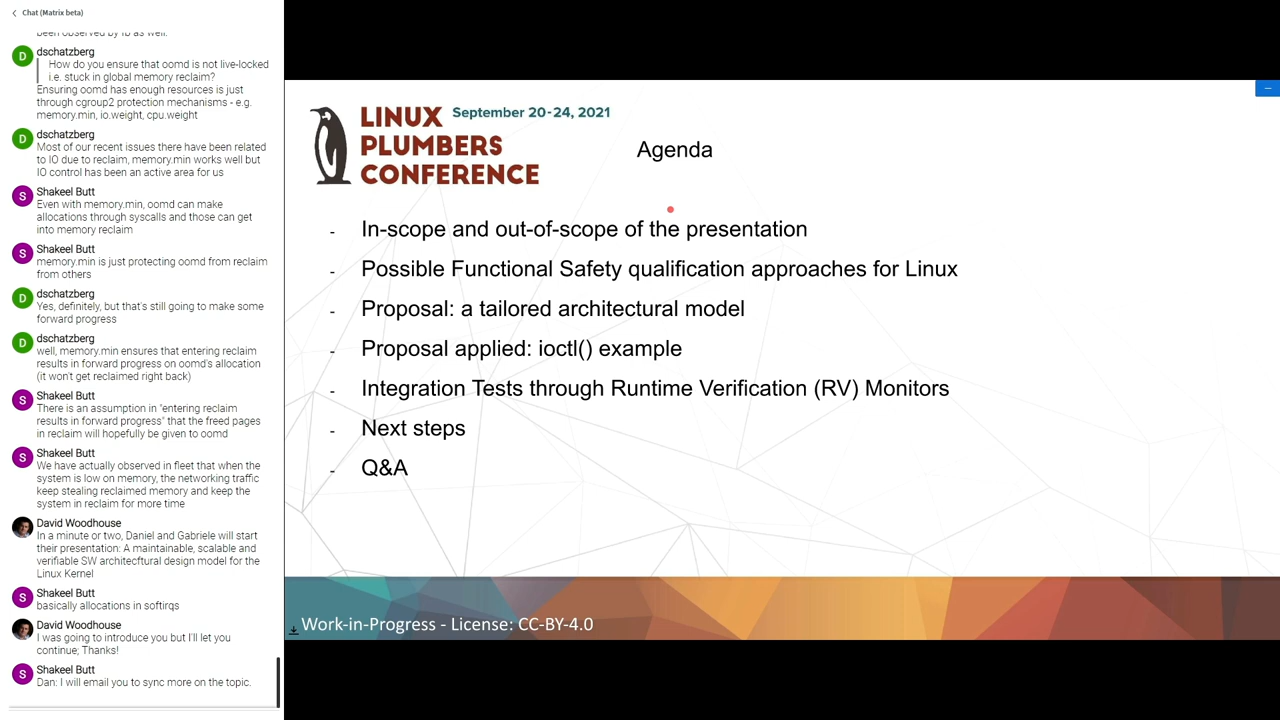 Chat (Matrix beta)
been observed by fb as well.
D
dschatzberg
How do you ensure that oomd is not live-locked
i.e. stuck in global memory reclaim?
Ensuring oomd has enough resources is just
through cgroup2 protection mechanisms - e.g.
memory.min, io.weight, cpu.weight
D
dschatzberg
Most of our recent issues there have been related
to IO due to reclaim, memory.min works well but
IO control has been an active area for us
S
Shakeel Butt
Even with memory.min, oomd can make
allocations through syscalls and those can get
into memory reclaim
S
Shakeel Butt
memory.min is just protecting oomd from reclaim
from others
D
dschatzberg
Yes, definitely, but that's still going to make some
forward progress
D
dschatzberg
well, memory.min ensures that entering reclaim
results in forward progress on oomd's allocation
(it won't get reclaimed right back)
S
Shakeel Butt
There is an assumption in "entering reclaim
results in forward progress" that the freed pages
in reclaim will hopefully be given to oomd
S
Shakeel Butt
We have actually observed in fleet that when the
system is low on memory, the networking traffic
keep stealing reclaimed memory and keep the
system in reclaim for more time
David Woodhouse
In a minute or two, Daniel and Gabriele will start
their presentation: A maintainable, scalable and
verifiable SW architecftural design model for the
Linux Kernel
S
Shakeel Butt
basically allocations in softirqs
David Woodhouse
I was going to introduce you but I'll let you
continue; Thanks!
S
Shakeel Butt
Dan: I will email you to sync more on the topic.
LINUX
PLUMBERS
CONFERENCE
September 20-24, 2021
Agenda
- In-scope and out-of-scope of the presentation
- Possible Functional Safety qualification approaches for Linux
- Proposal: a tailored architectural model
- Proposal applied: ioctl() example
- Integration Tests through Runtime Verification (RV) Monitors
- Next steps
- Q&A
Work-in-Progress - License: CC-BY-4.0